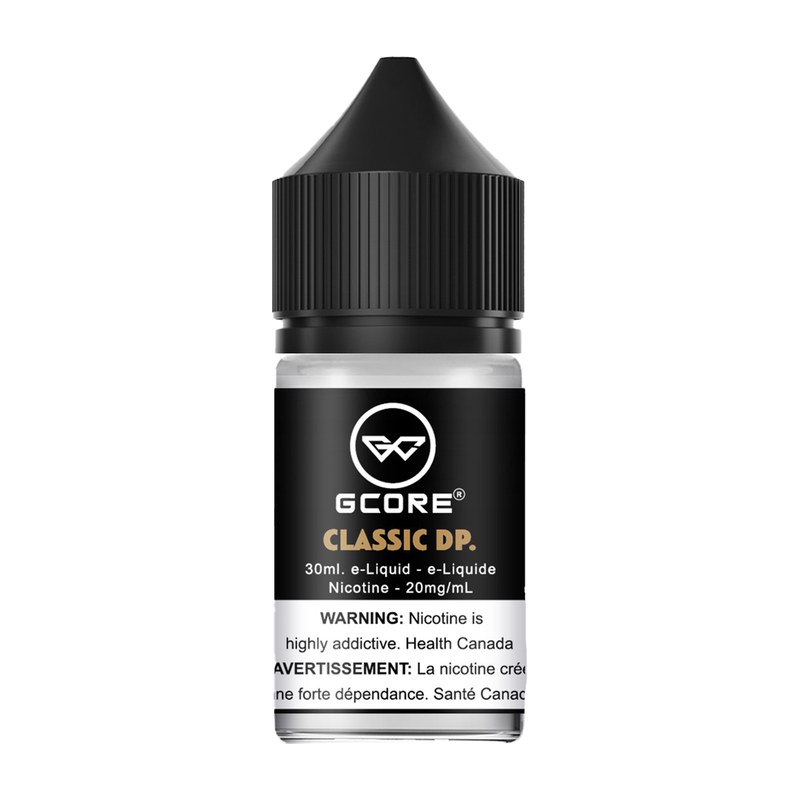 GC
GCORE®
CLASSIC DP.
30ml. e-Liquid - e-Liquide
Nicotine - 20mg/mL
WARNING: Nicotine is
highly addictive. Health Canada
AVERTISSEMENT: La nicotine crée
ne forte dépendance. Santé Canad